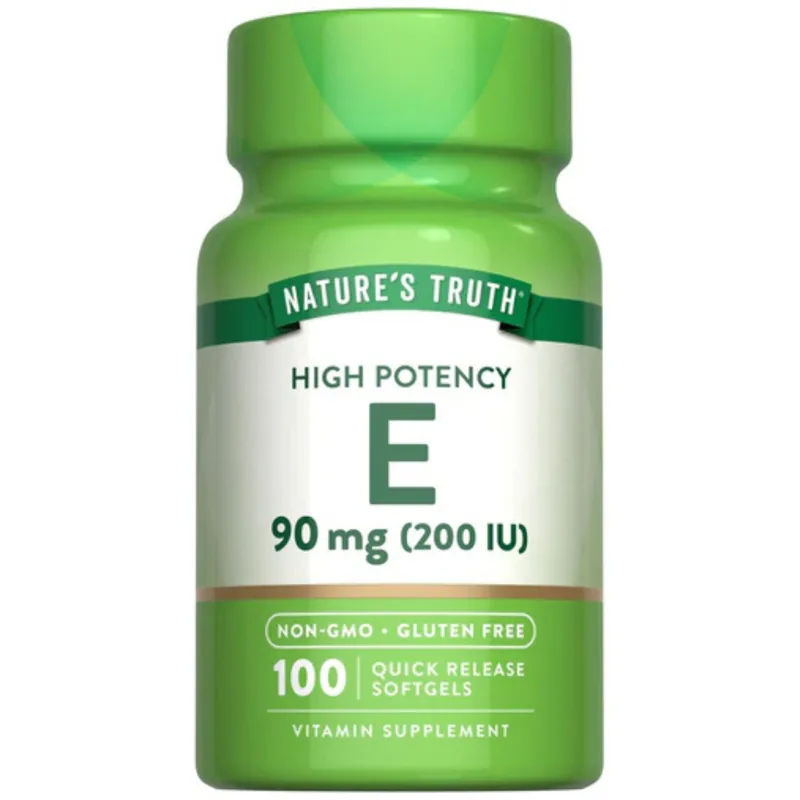 NATURE'S TRUTH®
HIGH POTENCY
E
90 mg (200 IU)
NON-GMO • GLUTEN FREE
100
QUICK RELEASE
SOFTGELS
VITAMIN SUPPLEMENT